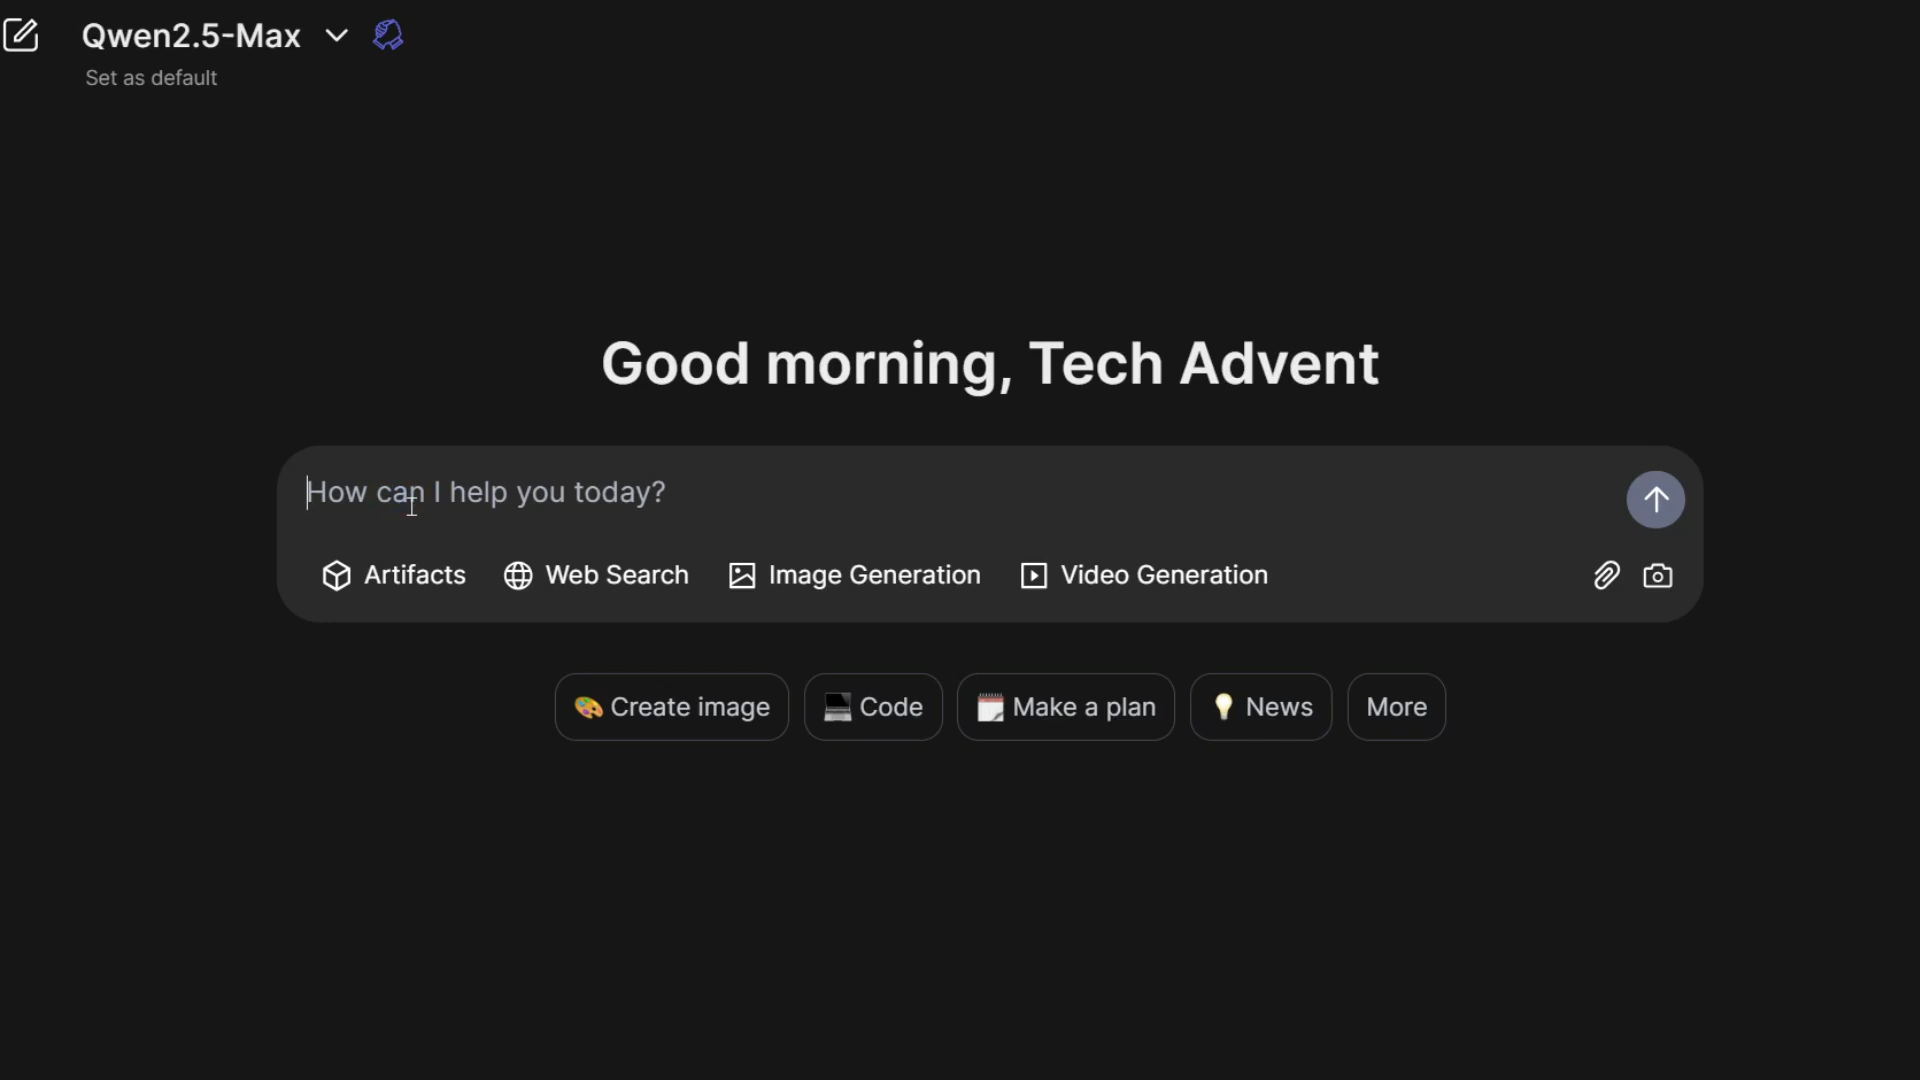 Qwen2.5-Max
Set as default
Good morning, Tech Advent
How can I help you today?
Artifacts Web Search Image Generation Video Generation
Create image Code Make a plan News More